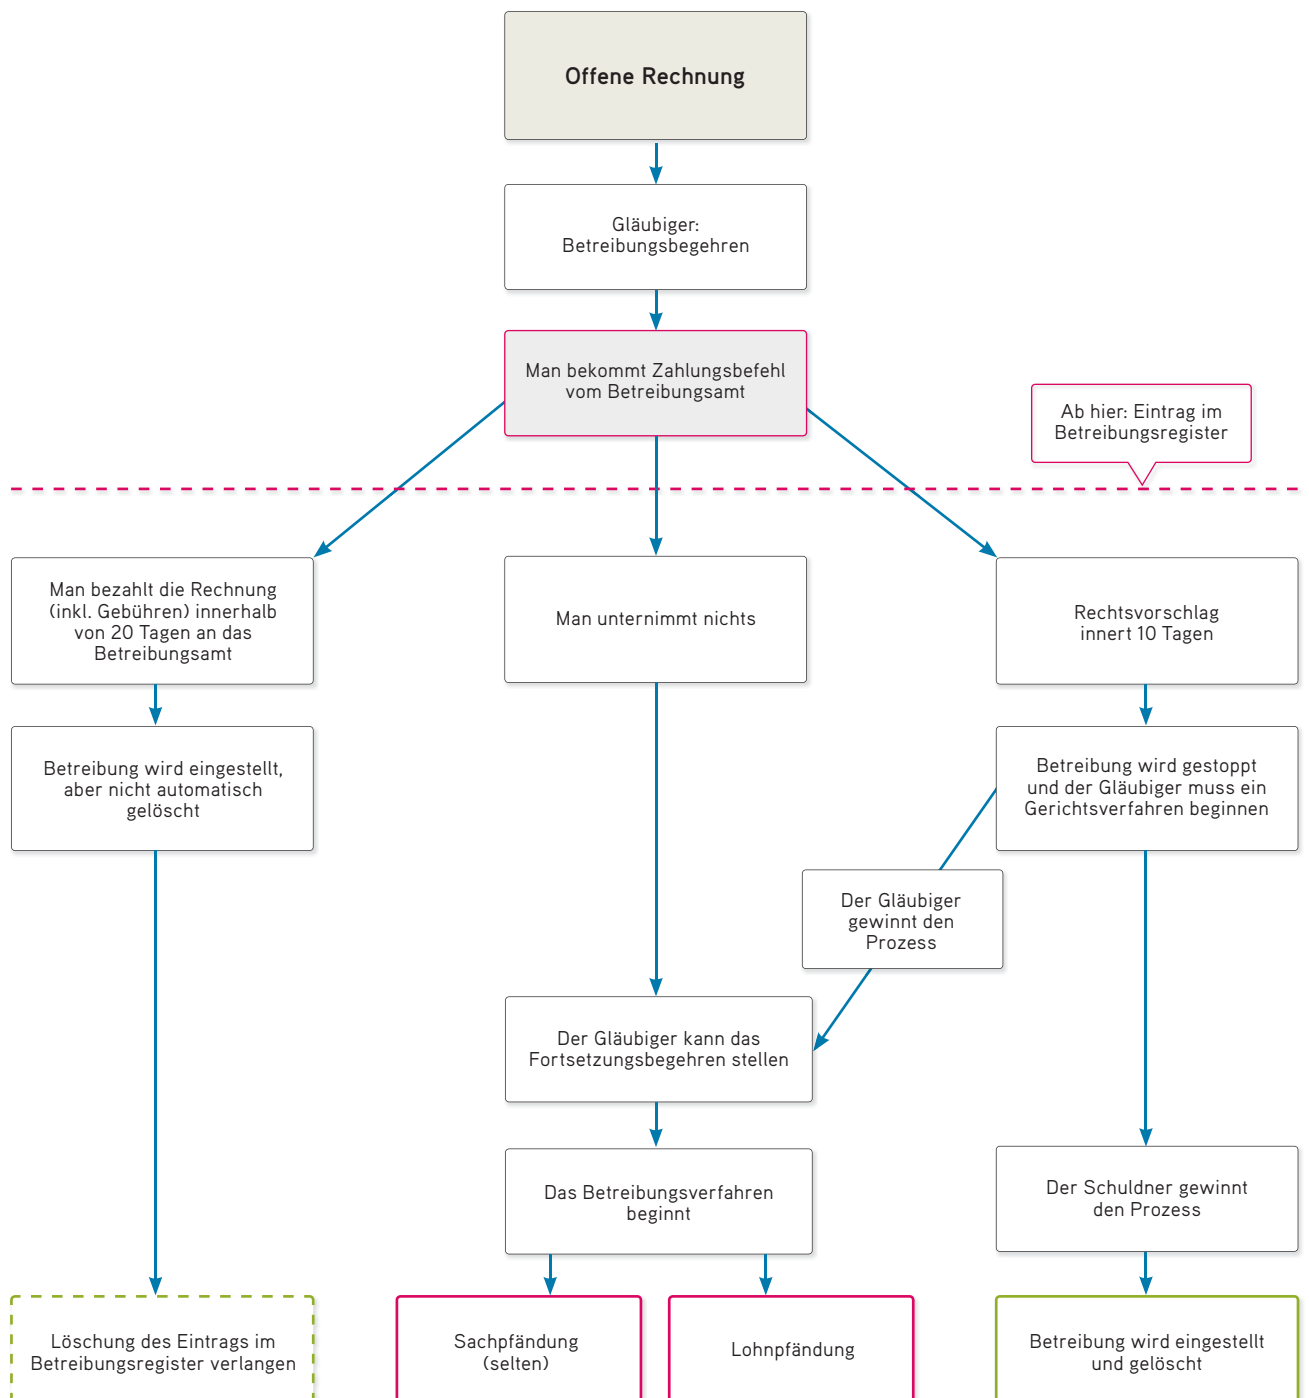 Offene Rechnung
Gläubiger:
Betreibungsbegehren
Man bekommt Zahlungsbefehl
vom Betreibungsamt
Ab hier: Eintrag im
Betreibungsregister
Man bezahlt die Rechnung
(inkl. Gebühren) innerhalb
von 20 Tagen an das
Betreibungsamt
Man unternimmt nichts
Rechtsvorschlag
innert 10 Tagen
Betreibung wird eingestellt,
aber nicht automatisch
gelöscht
Betreibung wird gestoppt
und der Gläubiger muss ein
Gerichtsverfahren beginnen
Der Gläubiger
gewinnt den
Prozess
Der Gläubiger kann das
Fortsetzungsbegehren stellen
Das Betreibungsverfahren
beginnt
Der Schuldner gewinnt
den Prozess
Löschung des Eintrags im
Betreibungsregister verlangen
Sachpfändung
(selten)
Lohnpfändung
Betreibung wird eingestellt
und gelöscht